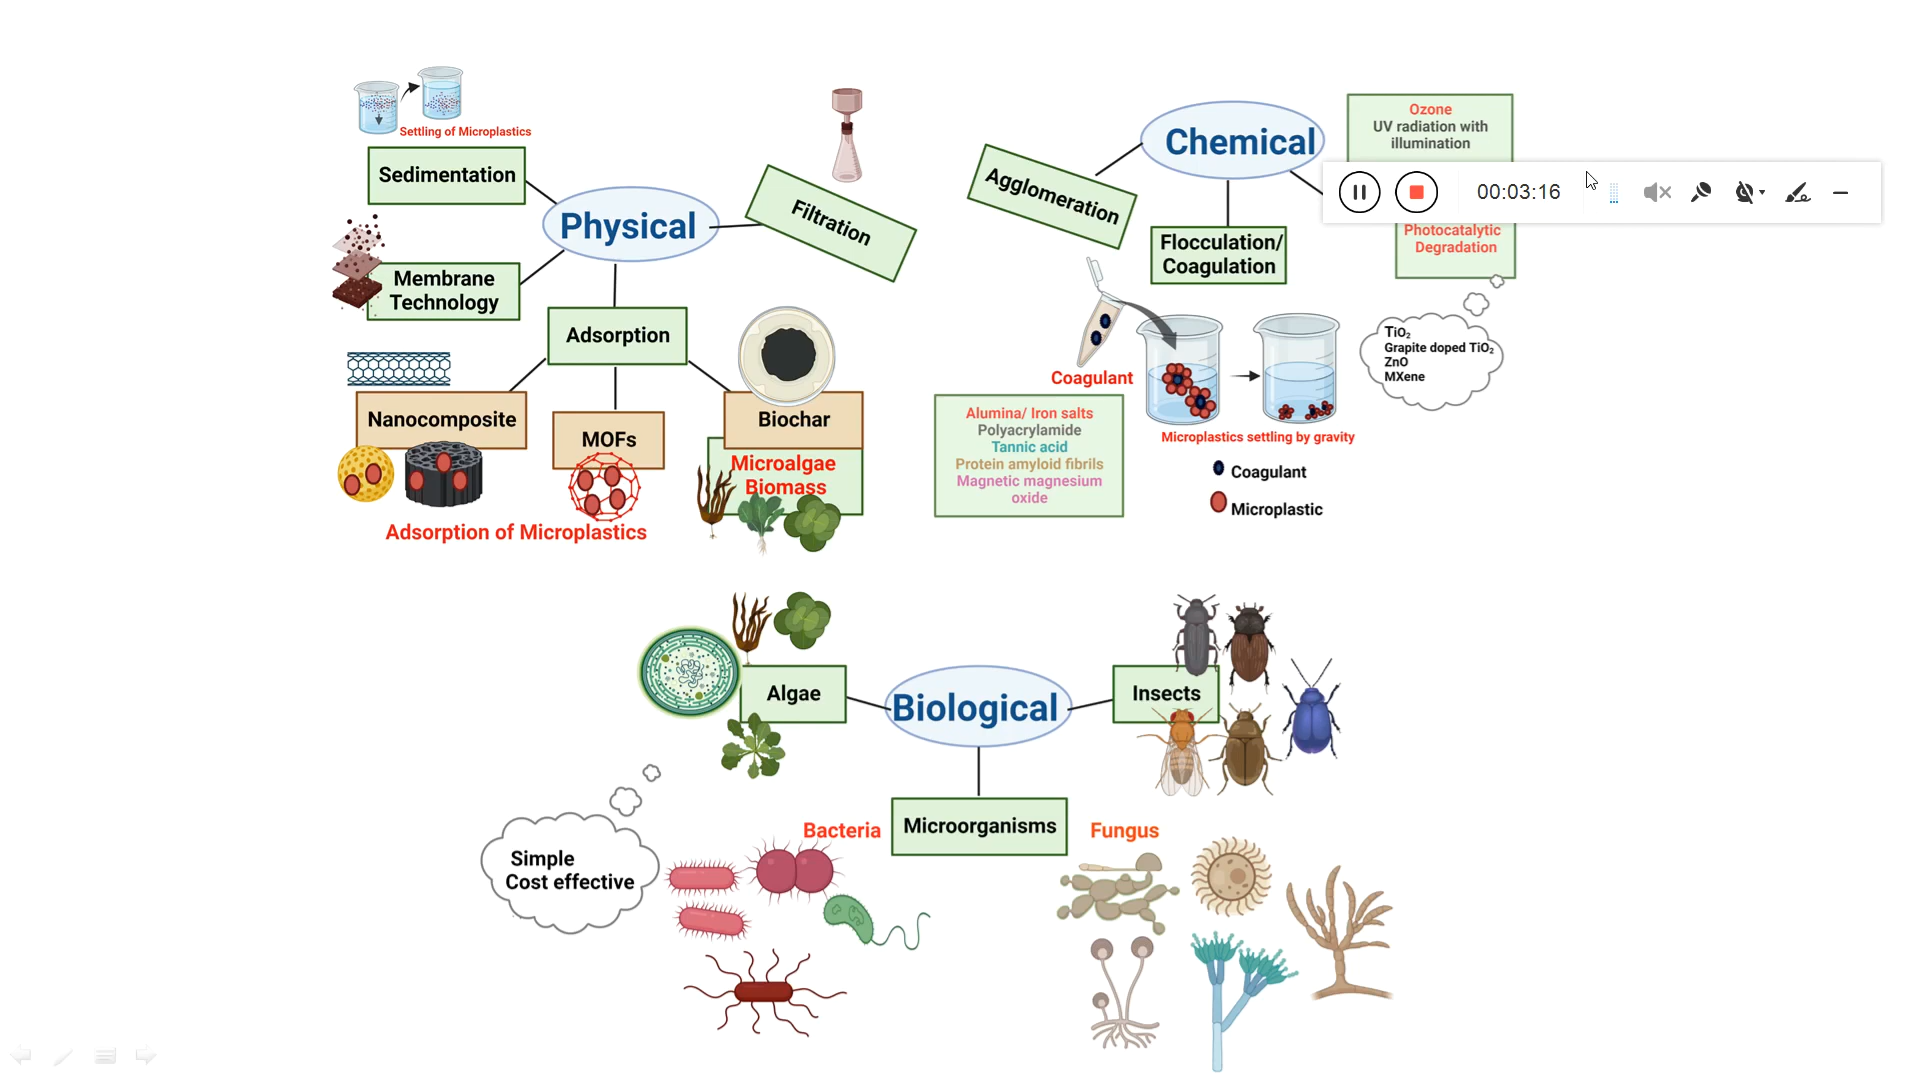 Settling of Microplastics
Sedimentation
Physical
Filtration
Membrane
Technology
Adsorption
Nanocomposite
MOFs
Biochar
Microalgae
Biomass
Adsorption of Microplastics
Chemical
Agglomeration
Flocculation/
Coagulation
Ozone
UV radiation with
illumination
00:03:16
Photocatalytic
Degradation
TiO₂
Grapite doped TiO₂
ZnO
MXene
Coagulant
Alumina/ Iron salts
Polyacrylamide
Tannic acid
Protein amyloid fibrils
Magnetic magnesium
oxide
Microplastics settling by gravity
Coagulant
Microplastic
Algae
Biological
Insects
Bacteria
Microorganisms
Fungus
Simple
Cost effective